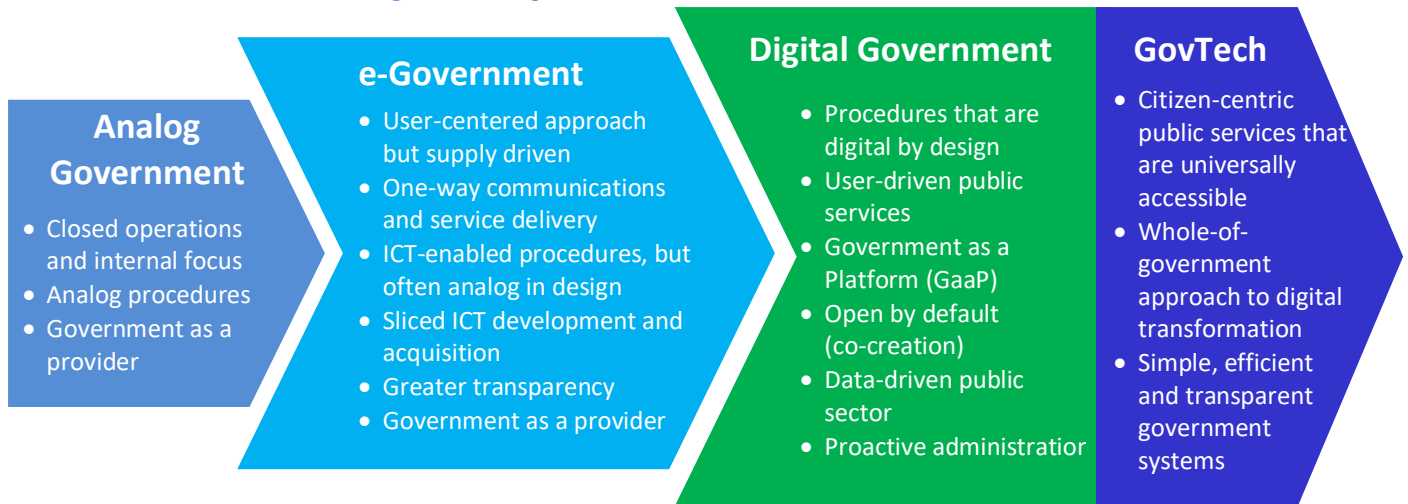 Analog
Government
• Closed operations
and internal focus
• Analog procedures
• Government as a
provider
e-Government
• User-centered approach
but supply driven
• One-way communications
and service delivery
• ICT-enabled procedures, but
often analog in design
• Sliced ICT development and
acquisition
• Greater transparency
• Government as a provider
Digital Government
• Procedures that are
digital by design
• User-driven public
services
• Government as a
Platform (GaaP)
• Open by default
(co-creation)
• Data-driven public
sector
• Proactive administration
GovTech
• Citizen-centric
public services that
are universally
accessible
• Whole-of-
government
approach to digital
transformation
• Simple, efficient
and transparent
government
systems